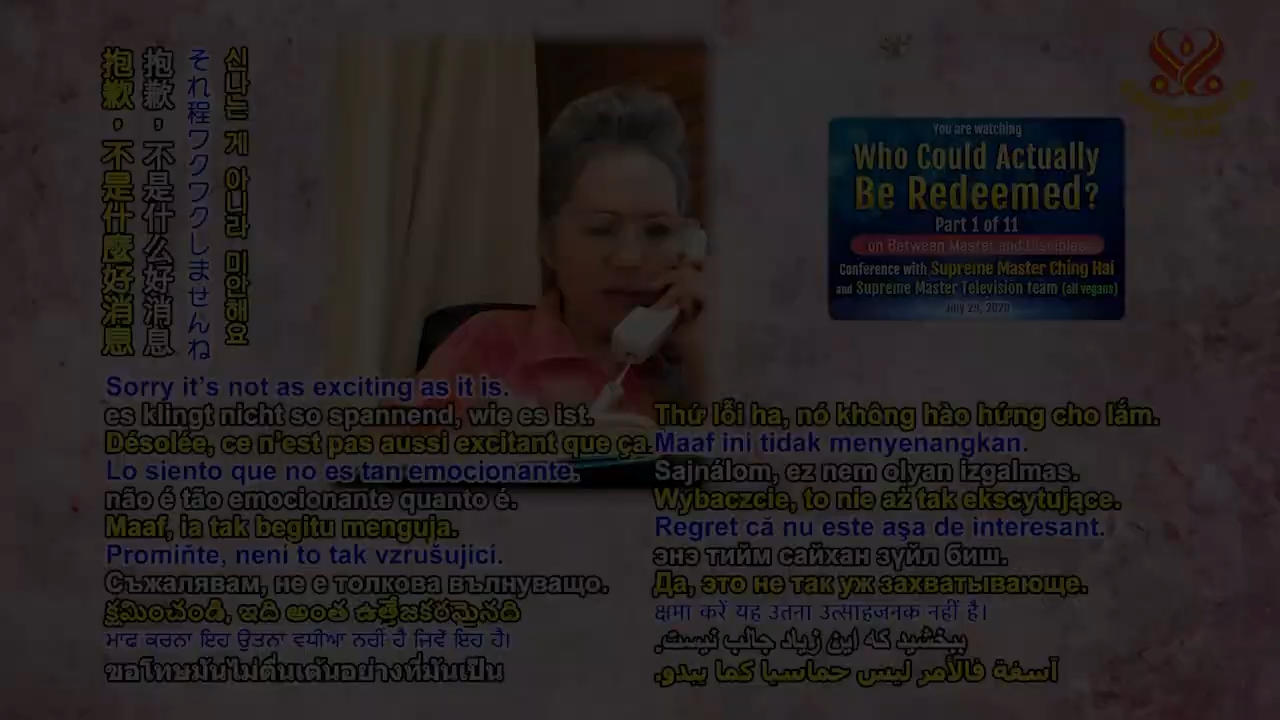 抱歉，不是什麼好消息
抱歉，不是什么好消息
それ程ワクワクしませんね
신나는 게 아니라 미안해요
You are watching
Who Could Actually
Be Redeemed?
Part 1 of 11
on Between Master and Disciples
Conference with Supreme Master Ching Hai
and Supreme Master Television team (all vegans)
July 29, 2020
Sorry it’s not as exciting as it is.
es klingt nicht so spannend, wie es ist.
Désolée, ce n’est pas aussi excitant que ça.
Lo siento que no es tan emocionante.
não é tão emocionante quanto é.
Maaf, ia tak begitu menguja.
Promiňte, není to tak vzrušující.
Съжалявам, не е толкова вълнуващо.
క్షమించండి, ఇది అంత ఉత్తేజకరమైనది
ਮਾਫ ਕਰਨਾ ਇਹ ਉਤਨਾ ਵਧੀਆ ਨਹੀਂ ਹੈ ਜਿਵੇਂ ਇਹ ਹੈ।
ขอโทษมันไม่ตื่นเต้นอย่างที่มันเป็น
Thứ lỗi ha, nó không hào hứng cho lắm.
Maaf ini tidak menyenangkan.
Sajnálom, ez nem olyan izgalmas.
Wybaczcie, to nie aż tak ekscytujące.
Regret că nu este aşa de interesant.
энэ тийм сайхан зүйл биш.
Да, это не так уж захватывающе.
क्षमा करें यह उतना उत्साहजनक नहीं है।
ببخشید که این زیاد جالب نیست.
آسفة فالأمر ليس حماسيا كما يبدو.